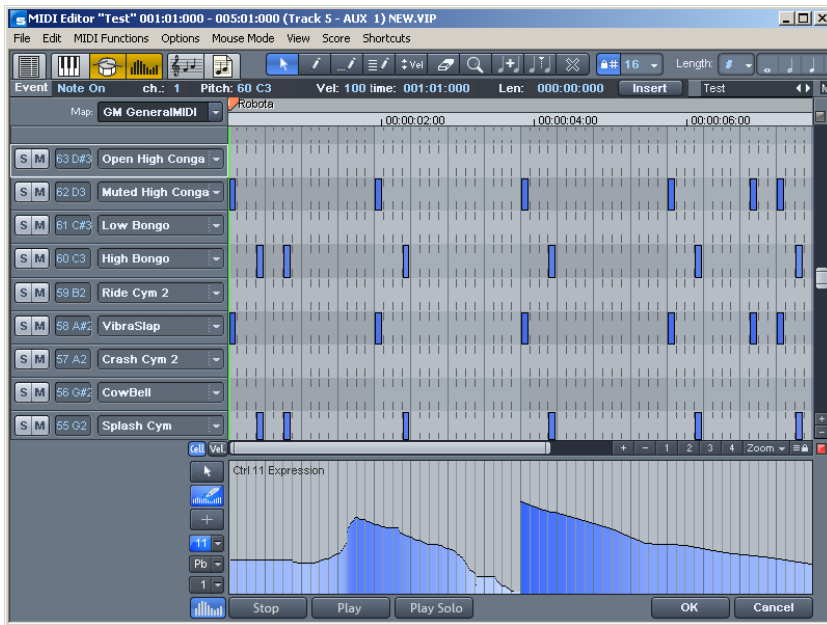 MIDI Editor "Test" 001:01:000 - 005:01:000 (Track 5 - AUX 1) NEW.VIP
File Edit MIDI Functions Options Mouse Mode View Score Shortcuts
Vel # 16 Length: #
Event Note On ch.: 1 Pitch: 60 C3 Vel: 100 time: 001:01:000 Len: 000:00:000 Insert Test
Map: GM GeneralMIDI Robota
00:00:02:00 00:00:04:00 00:00:06:00
S M 63 D#3 Open High Conga
S M 62 D3 Muted High Conga
S M 61 C#3 Low Bongo
S M 60 C3 High Bongo
S M 59 B2 Ride Cym 2
S M 58 A#2 VibraSlap
S M 57 A2 Crash Cym 2
S M 56 G#2 CowBell
S M 55 G2 Splash Cym
Cell Vel. + - 1 2 3 4 Zoom
Ctrl 11 Expression
11
Pb
1
Stop Play Play Solo OK Cancel